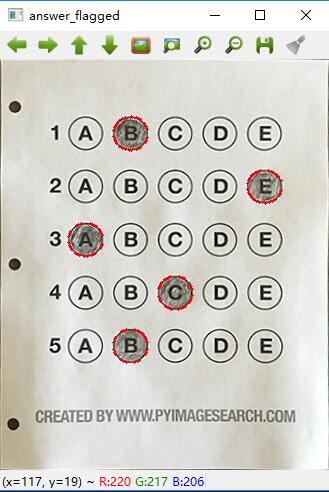 answer_flagged
1 A B C D E
2 A B C D E
3 A B C D E
4 A B C D E
5 A B C D E
CREATED BY WWW.PYIMAGESEARCH.COM
(x=117, y=19) ~ R:220 G:217 B:206